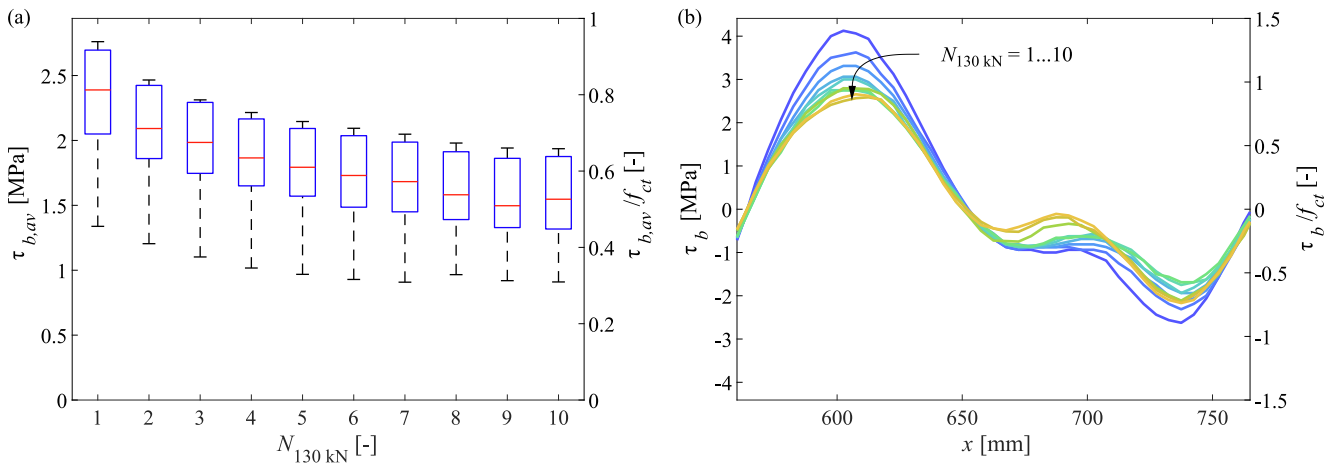 (a)
1
2.5
0.8
2
0.6
1.5
0.4
1
0.2
0.5
0
0
1 2 3 4 5 6 7 8 9 10
N130 kN [-]
τb,av [MPa]
τb,av/fct [-]
(b)
4
3
2
1
0
-1
-2
-3
-4
1.5
1
0.5
0
-0.5
-1
-1.5
N130 kN = 1...10
600 650 700 750
x [mm]
τb [MPa]
τb/fct [-]